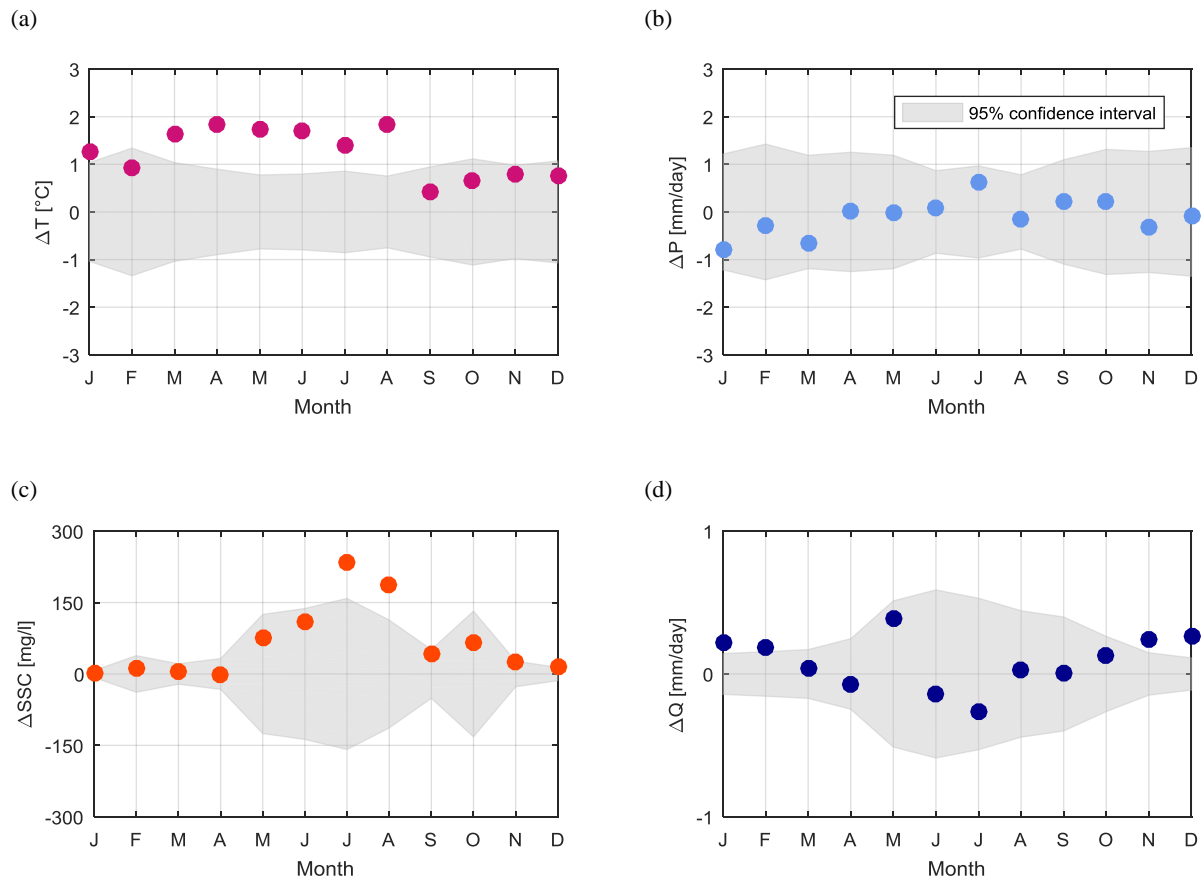 (a)
(b)
3
2
1
0
-1
-2
-3
ΔT [°C]
J F M A M J J A S O N D
Month
3
2
1
0
-1
-2
-3
ΔP [mm/day]
95% confidence interval
J F M A M J J A S O N D
Month
(c)
(d)
300
150
0
-150
-300
ΔSSC [mg/l]
J F M A M J J A S O N D
Month
1
0
-1
ΔQ [mm/day]
J F M A M J J A S O N D
Month